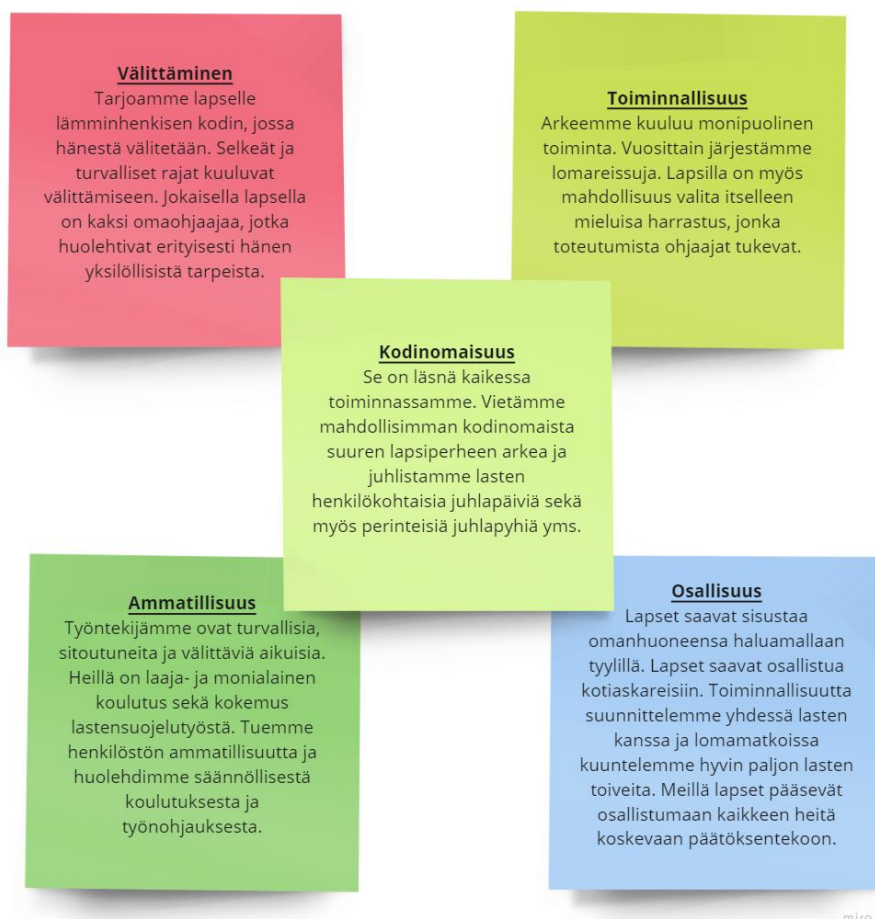 Välittäminen
Tarjoamme lapselle
lämminhenkisen kodin, jossa
hänestä välitetään. Selkeät ja
turvalliset rajat kuuluvat
välittämiseen. Jokaisella lapsella
on kaksi omaohjaajaa, jotka
huolehtivat erityisesti hänen
yksilöllisistä tarpeista.
Toiminnallisuus
Arkeemme kuuluu monipuolinen
toiminta. Vuosittain järjestämme
lomareissuja. Lapsilla on myös
mahdollisuus valita itselleen
mieluisa harrastus, jonka
toteutumista ohjaajat tukevat.
Kodinomaisuus
Se on läsnä kaikessa
toiminnassamme. Vietämme
mahdollisimman kodinomaista
suuren lapsiperheen arkea ja
juhlistamme lasten
henkilökohtaisia juhlapäiviä sekä
myös perinteisiä juhlapyhiä yms.
Ammatillisuus
Työntekijämme ovat turvallisia,
sitoutuneita ja välittäviä aikuisia.
Heillä on laaja- ja monialainen
koulutus sekä kokemus
lastensuojelutyöstä. Tuemme
henkilöstön ammatillisuutta ja
huolehdimme säännöllisestä
koulutuksesta ja
työnohjauksesta.
Osallisuus
Lapset saavat sisustaa
omanhuoneensa haluamallaan
tyylillä. Lapset saavat osallistua
kotiaskareisiin. Toiminnallisuutta
suunnittelemme yhdessä lasten
kanssa ja lomamatkoissa
kuuntelemme hyvin paljon lasten
toiveita. Meillä lapset pääsevät
osallistumaan kaikkeen heitä
koskevaan päätöksentekoon.
miro